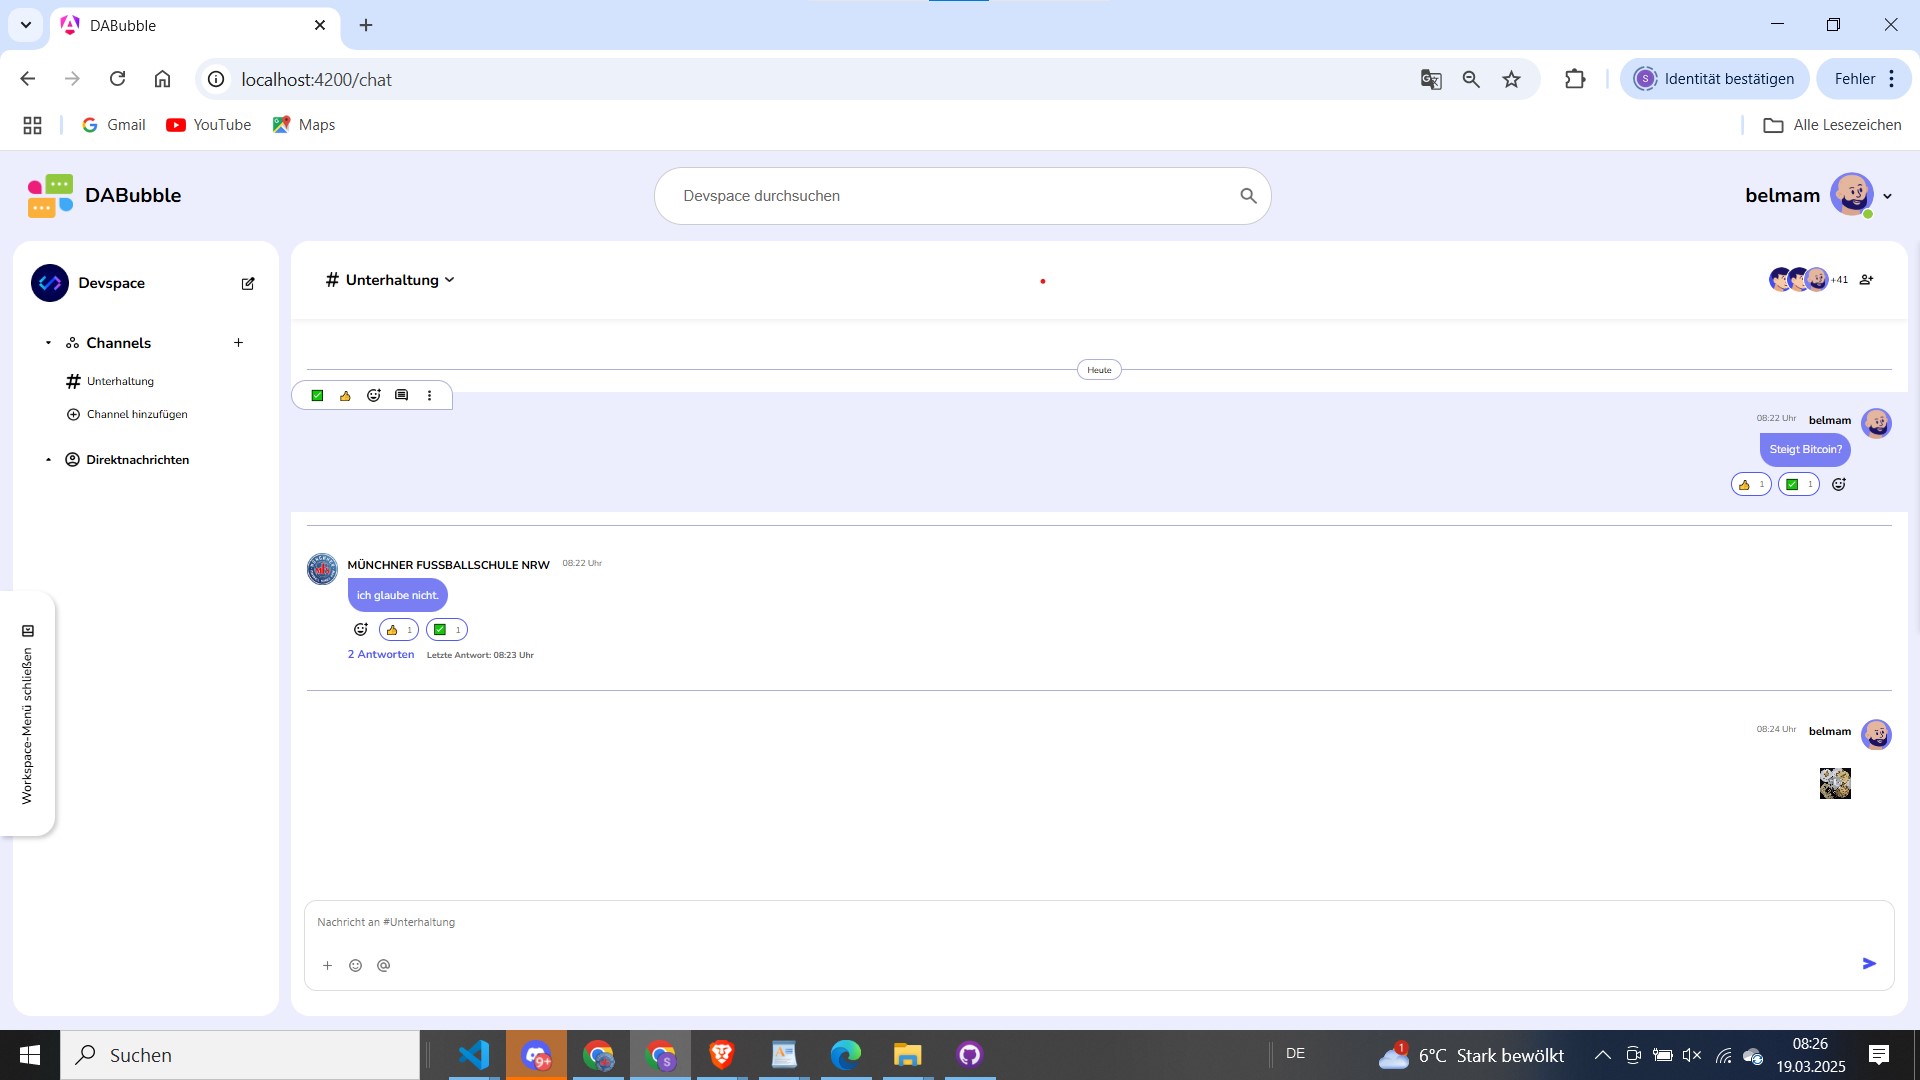 DABubble
localhost:4200/chat
Identität bestätigen
Fehler
Gmail
YouTube
Maps
Alle Lesezeichen
DABubble
Devspace durchsuchen
belmam
Devspace
# Unterhaltung
+41
Channels
# Unterhaltung
Channel hinzufügen
Direktnachrichten
Workspace-Menü schließen
Heute
08:22 Uhr belmam
Steigt Bitcoin?
1 1
MÜNCHNER FUSSBALLSCHULE NRW 08:22 Uhr
ich glaube nicht.
1 1
2 Antworten Letzte Antwort: 08:23 Uhr
08:24 Uhr belmam
Nachricht an #Unterhaltung
Suchen
9+
S
DE
1
6°C Stark bewölkt
08:26
19.03.2025